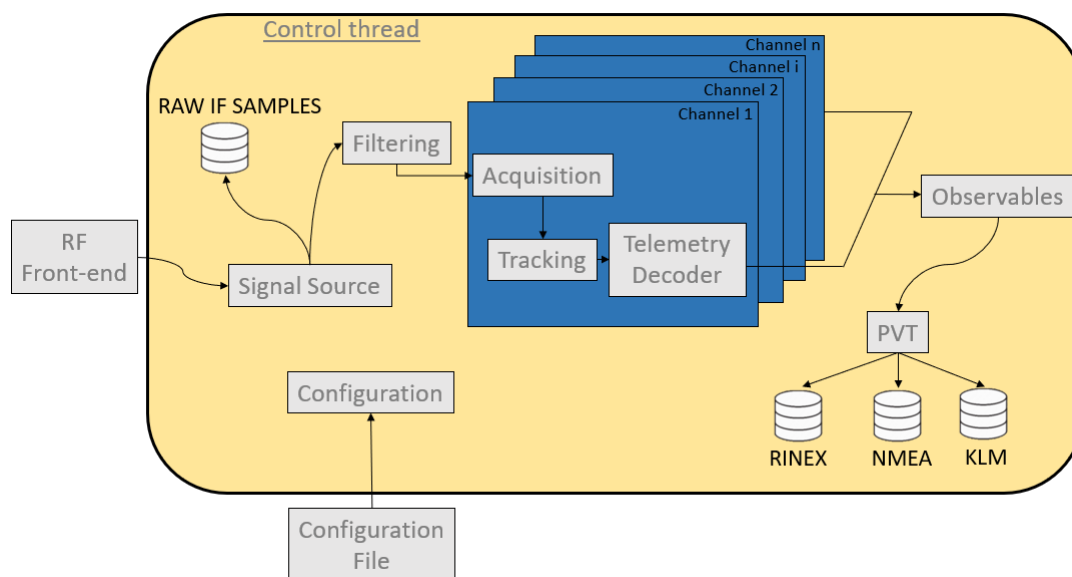 Control thread
Channel n
Channel i
Channel 2
Channel 1
RAW IF SAMPLES
Filtering
Acquisition
Tracking
Telemetry
Decoder
Observables
RF
Front-end
Signal Source
PVT
Configuration
RINEX
NMEA
KLM
Configuration
File